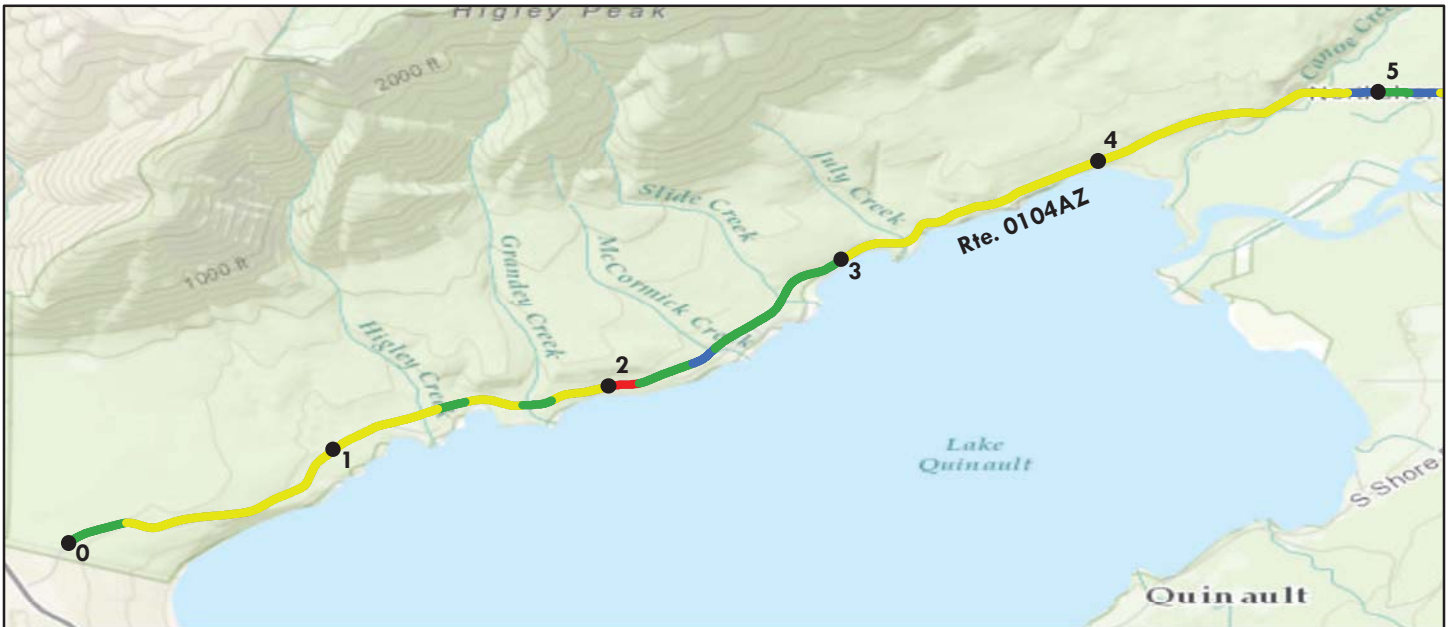 Higley Peak
2000 ft
Canoe Cree
5
4
July Creek
Slide Creek
Rte. 0104AZ
1000 ft
Grandey Creek
McCormick Creek
3
Higley Creek
2
1
Lake
Quinault
S Shore
0
Quinault